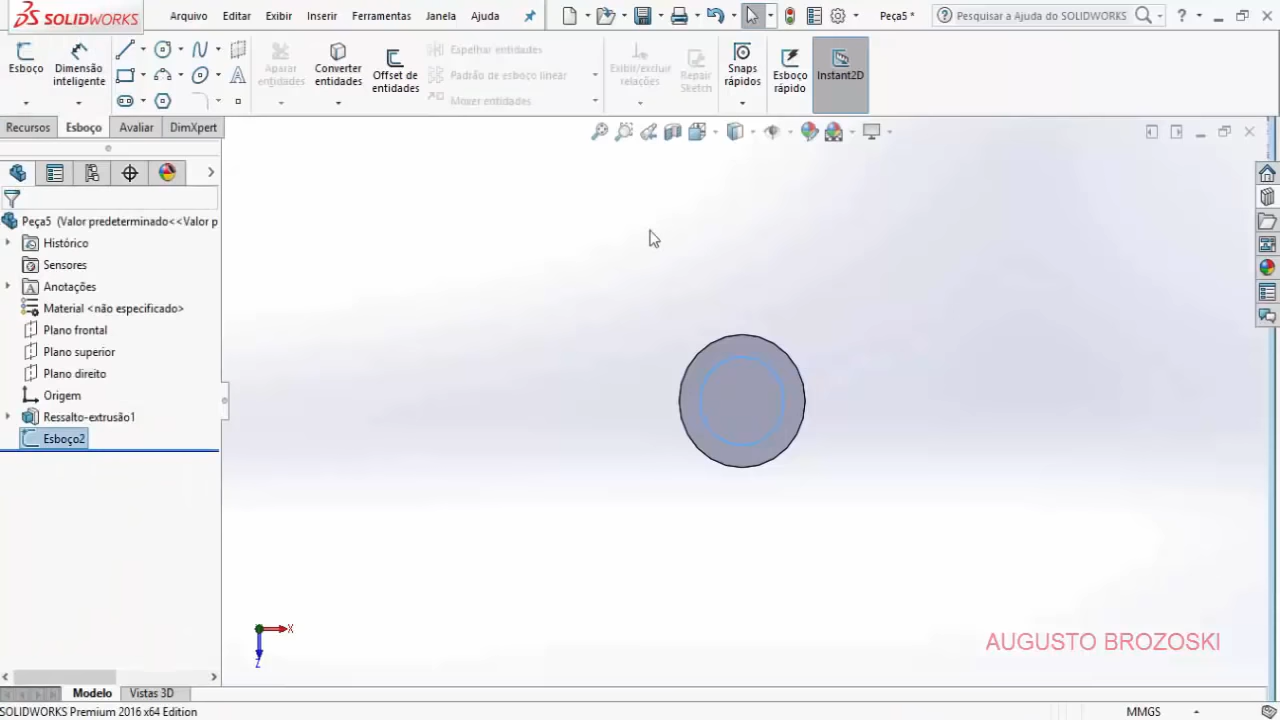 SOLIDWORKS
Arquivo
Editar
Exibir
Inserir
Ferramentas
Janela
Ajuda
Peça5 *
Pesquisar a Ajuda do SOLIDWORKS
Esboço
Dimensão inteligente
Aparar entidades
Converter entidades
Offset de entidades
Espelhar entidades
Padrão de esboço linear
Mover entidades
Exibir/excluir relações
Repair Sketch
Snaps rápidos
Esboço rápido
Instant2D
Recursos
Esboço
Avaliar
DimXpert
Peça5 (Valor predeterminado<<Valor p
Histórico
Sensores
Anotações
Material <não especificado>
Plano frontal
Plano superior
Plano direito
Origem
Ressalto-extrusão1
Esboço2
X
Z
AUGUSTO BROZOSKI
Modelo
Vistas 3D
SOLIDWORKS Premium 2016 x64 Edition
MMGS